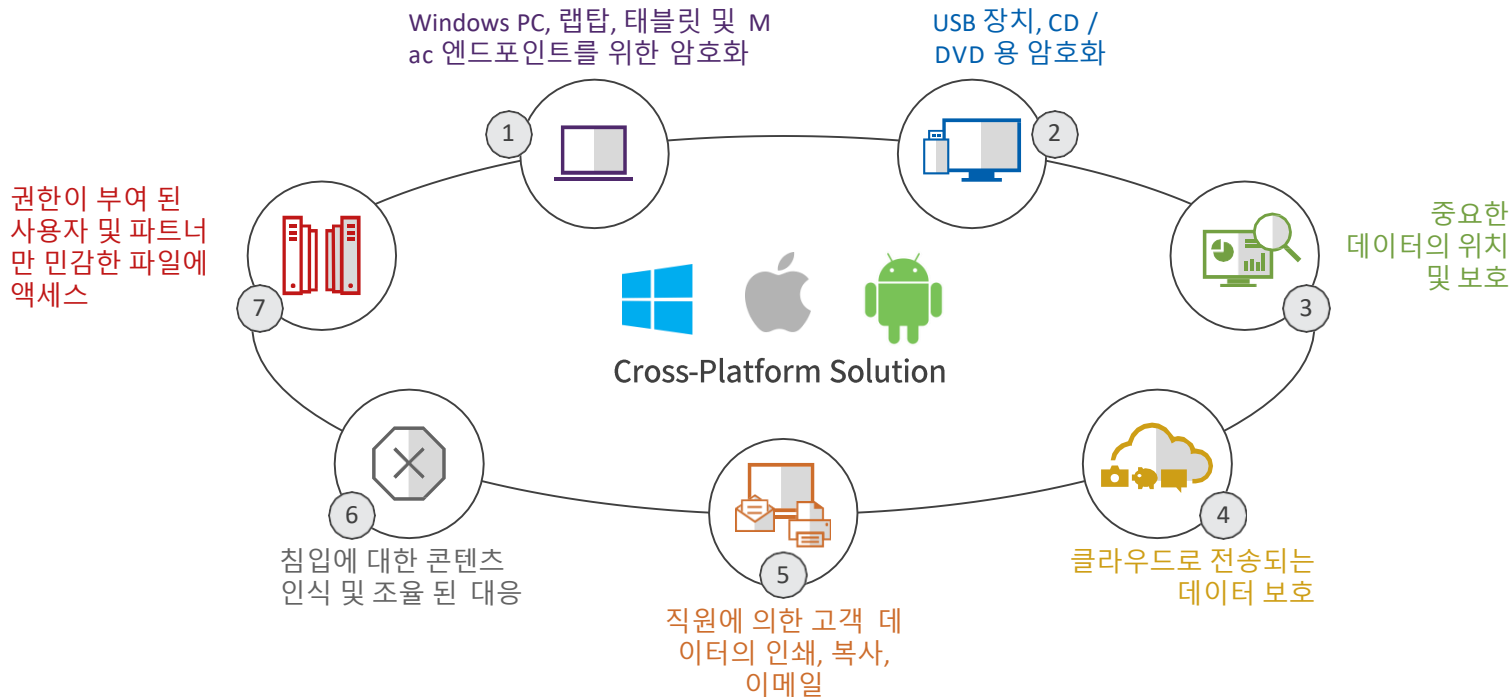 Windows PC, 랩탑, 태블릿 및 M
ac 엔드포인트를 위한 암호화
1
USB 장치, CD /
DVD 용 암호화
2
중요한
데이터의 위치
및 보호
3
클라우드로 전송되는
데이터 보호
4
직원에 의한 고객 데
이터의 인쇄, 복사,
이메일
5
침입에 대한 콘텐츠
인식 및 조율 된 대응
6
권한이 부여 된
사용자 및 파트너
만 민감한 파일에
액세스
7
Cross-Platform Solution